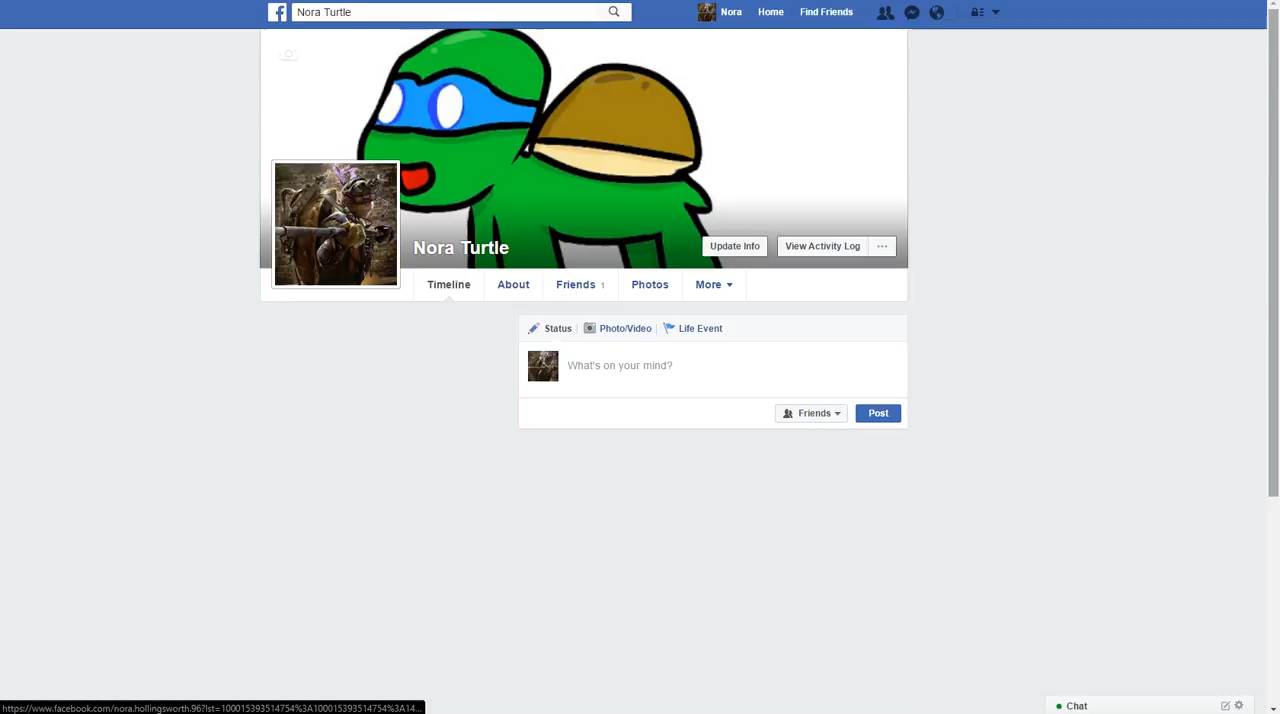 Nora Turtle
Nora Home Find Friends
Nora Turtle
Update Info View Activity Log ...
Timeline About Friends 1 Photos More
Status Photo/Video Life Event
What's on your mind?
Friends Post
Chat
https://www.facebook.com/nora.hollingsworth.96?lst=100015393514754%3A100015393514754%3A14...